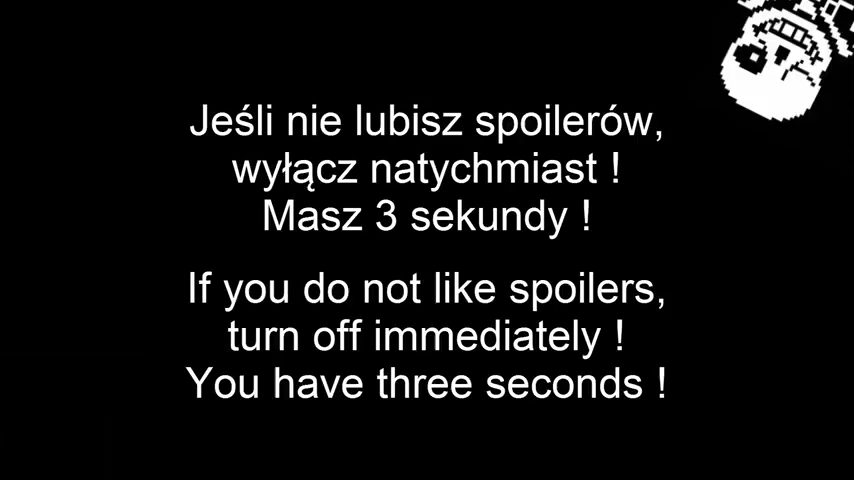 Jeśli nie lubisz spoilerów,
wyłącz natychmiast !
Masz 3 sekundy !
If you do not like spoilers,
turn off immediately !
You have three seconds !